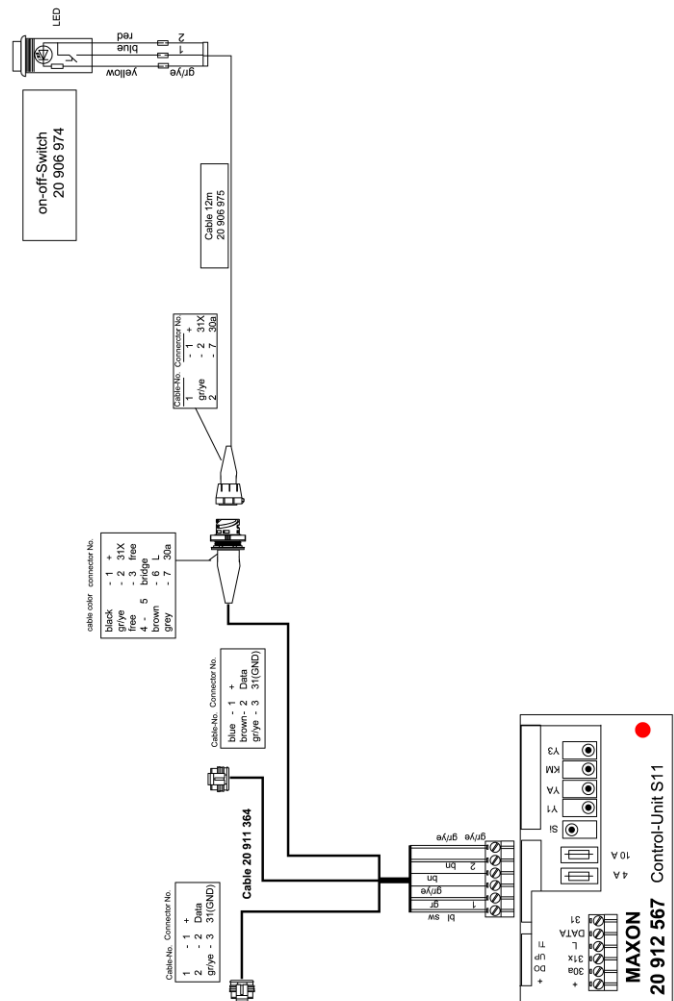 LED
red
2
blue
1
yellow
gr/ye
on-off-Switch
20 906 974
Cable 12m
20 906 975
Cable-No. Connerctor No.
1 - 1 +
gr/ye - 2 31X
2 - 7 30a
cable color connector No.
black - 1 +
gr/ye - 2 31X
free - 3 free
4 - 5 bridge
brown - 6 L
grey - 7 30a
Cable-No. Connector No.
blue - 1 +
brown - 2 Data
gr/ye - 3 31(GND)
Cable 20 911 364
Cable-No. Connector No.
1 - 1 +
2 - 2 Data
gr/ye - 3 31(GND)
gr/ye gr/ye
2 bn
bn
gr/ye
1 gr
bl sw
Y3
KM
YA
Y1
Si
10 A
4 A
31
DATA
L
31x
30a
+
TI
UP
DO
+
MAXON
20 912 567 Control-Unit S11